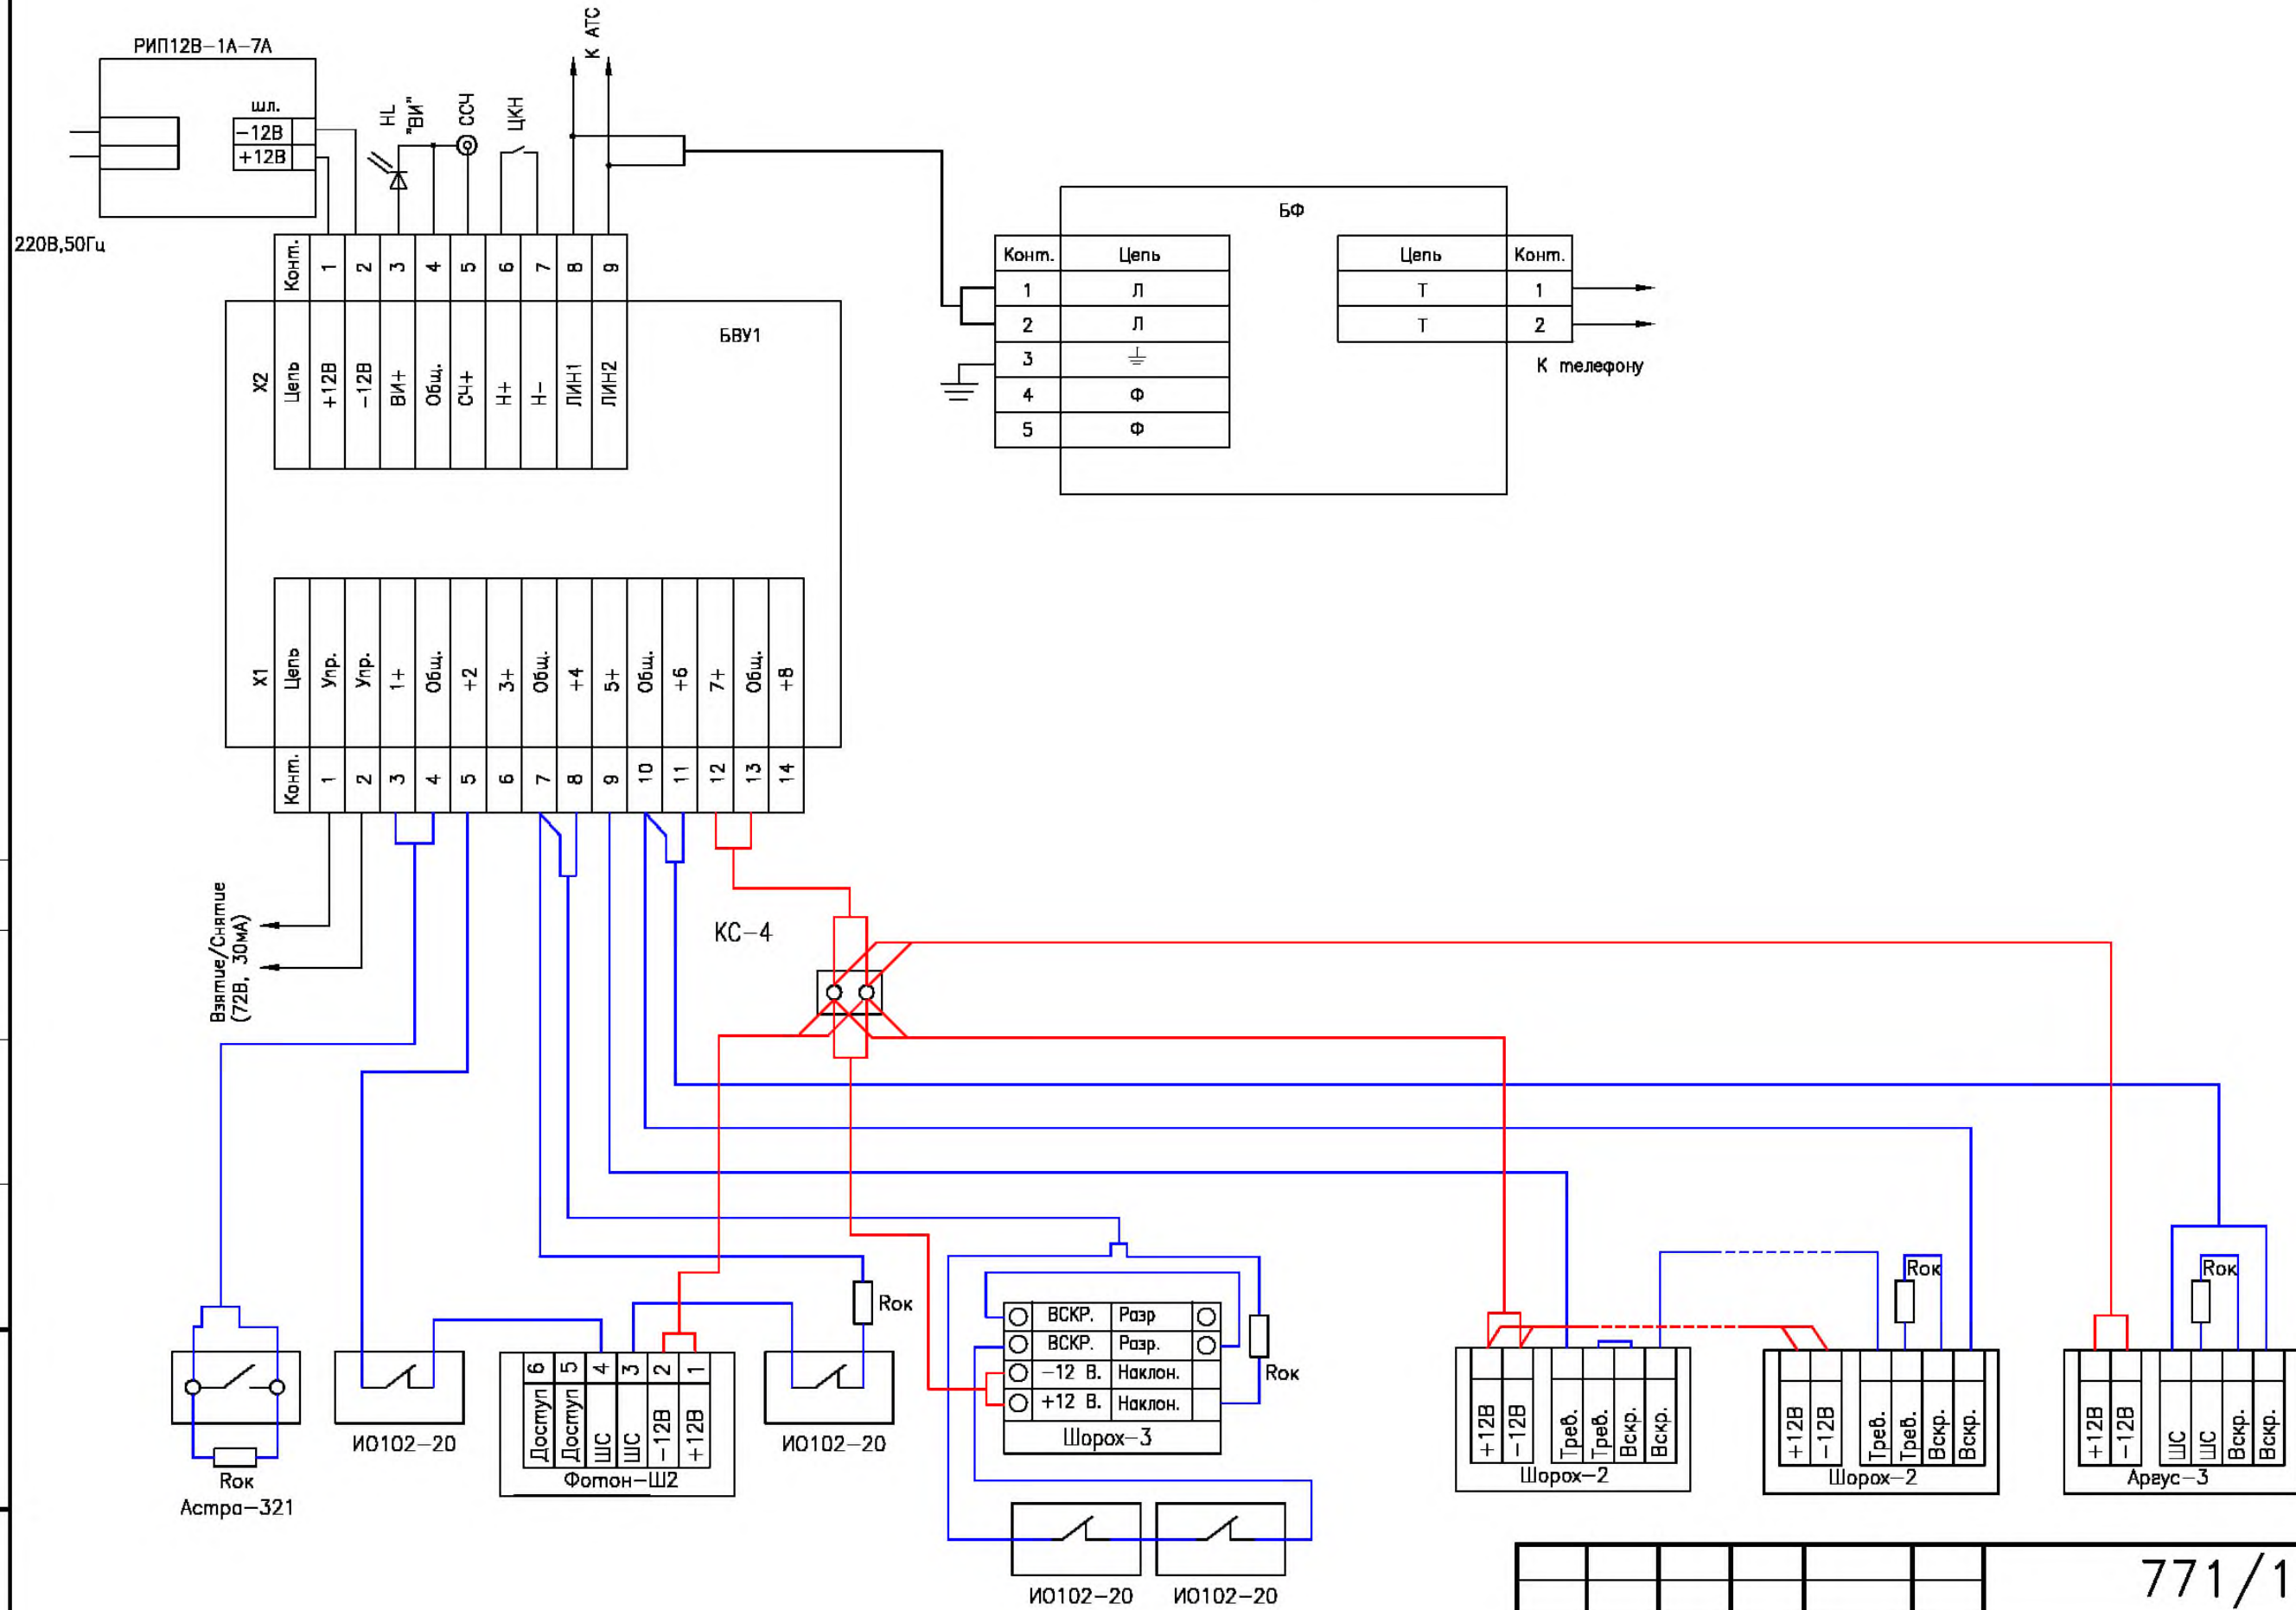 РИП12В-1А-7А
шл.
-12В
+12В
220В,50Гц
HL
"ВИ"
ССЧ
ЦКН
К АТС
Конт.
1
2
3
4
5
6
7
8
9
БВУ1
X2
Цепь
+12В
-12В
ВИ+
Общ.
СЧ+
Н+
Н-
ЛИН1
ЛИН2
БФ
Конт. Цепь
1 Л
2 Л
3
4 Ф
5 Ф
Цепь Конт.
Т 1
Т 2
К телефону
X1
Цепь
Упр.
Упр.
1+
Общ.
+2
3+
Общ.
+4
5+
Общ.
+6
7+
Общ.
+8
Конт.
1
2
3
4
5
6
7
8
9
10
11
12
13
14
Взятие/Снятие
(72В, 30мА)
КС-4
Rок
Астра-321
ИО102-20
6
5
4
3
2
1
Доступ
Доступ
ШС
ШС
-12В
+12В
Фотон-Ш2
Rок
ИО102-20
ВСКР. Разр
ВСКР. Разр.
-12 В. Наклон.
+12 В. Наклон.
Шорох-3
Rок
ИО102-20
ИО102-20
+12В
-12В
Трев.
Трев.
Вскр.
Вскр.
Шорох-2
Rок
+12В
-12В
Трев.
Трев.
Вскр.
Вскр.
Шорох-2
Rок
+12В
-12В
ШС
ШС
Вскр.
Вскр.
Аргус-3
771/1